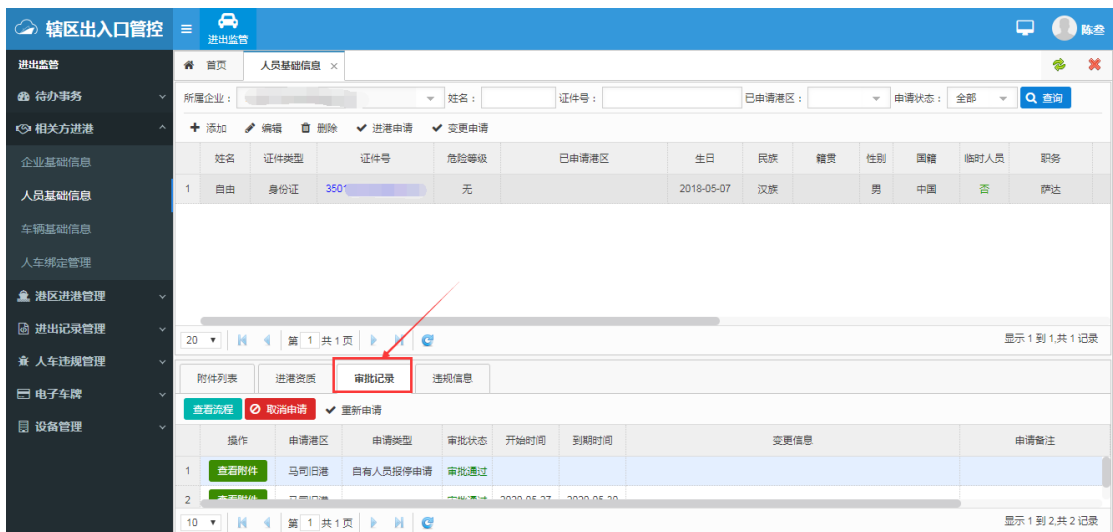 辖区出入口管控
进出监管
陈叁
进出监管
待办事务
相关方进港
企业基础信息
人员基础信息
车辆基础信息
人车绑定管理
港区进港管理
进出记录管理
人车违规管理
电子车牌
设备管理
首页 人员基础信息 ×
所属企业： 姓名： 证件号： 已申请港区： 申请状态： 全部 查询
添加 编辑 删除 进港申请 变更申请
姓名 证件类型 证件号 危险等级 已申请港区 生日 民族 籍贯 性别 国籍 临时人员 职务
1 自由 身份证 3501 无 2018-05-07 汉族 男 中国 否 萨达
20 第 1 共1页 显示 1 到 1,共 1 记录
附件列表 进港资质 审批记录 违规信息
查看流程 取消申请 重新申请
操作 申请港区 申请类型 审批状态 开始时间 到期时间 变更信息 申请备注
1 查看附件 马司旧港 自有人员报停申请 审批通过
2
10 第 1 共1页 显示 1 到 2,共 2 记录